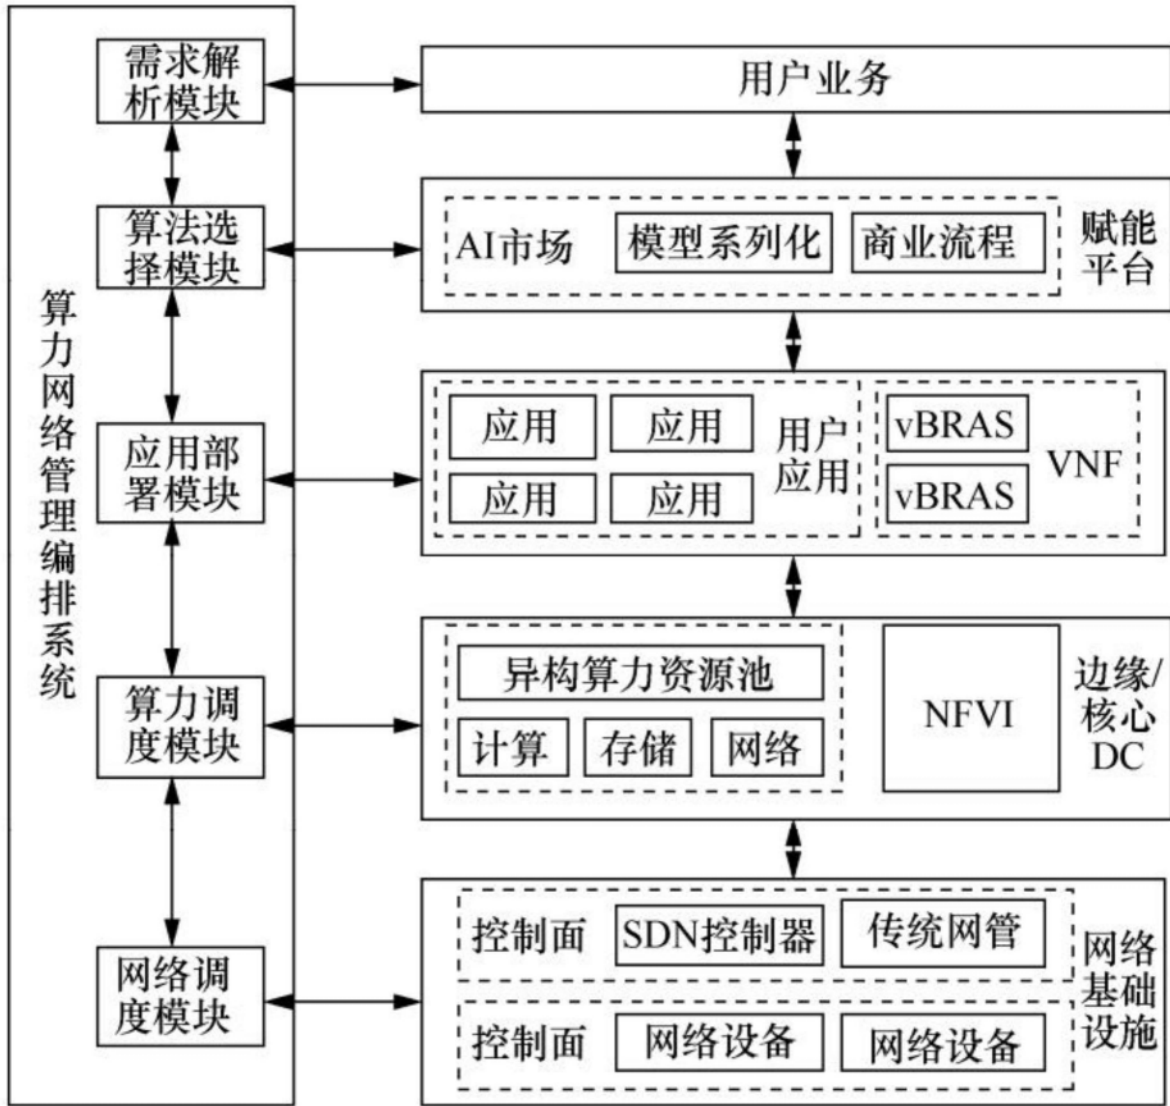 算力网络管理编排系统
需求解
析模块
算法选
择模块
应用部
署模块
算力调
度模块
网络调
度模块
用户业务
AI市场
模型系列化
商业流程
赋能
平台
应用
应用
应用
应用
用户
应用
vBRAS
vBRAS
VNF
异构算力资源池
计算
存储
网络
NFVI
边缘/
核心
DC
控制面
SDN控制器
传统网管
控制面
网络设备
网络设备
网络
基础
设施